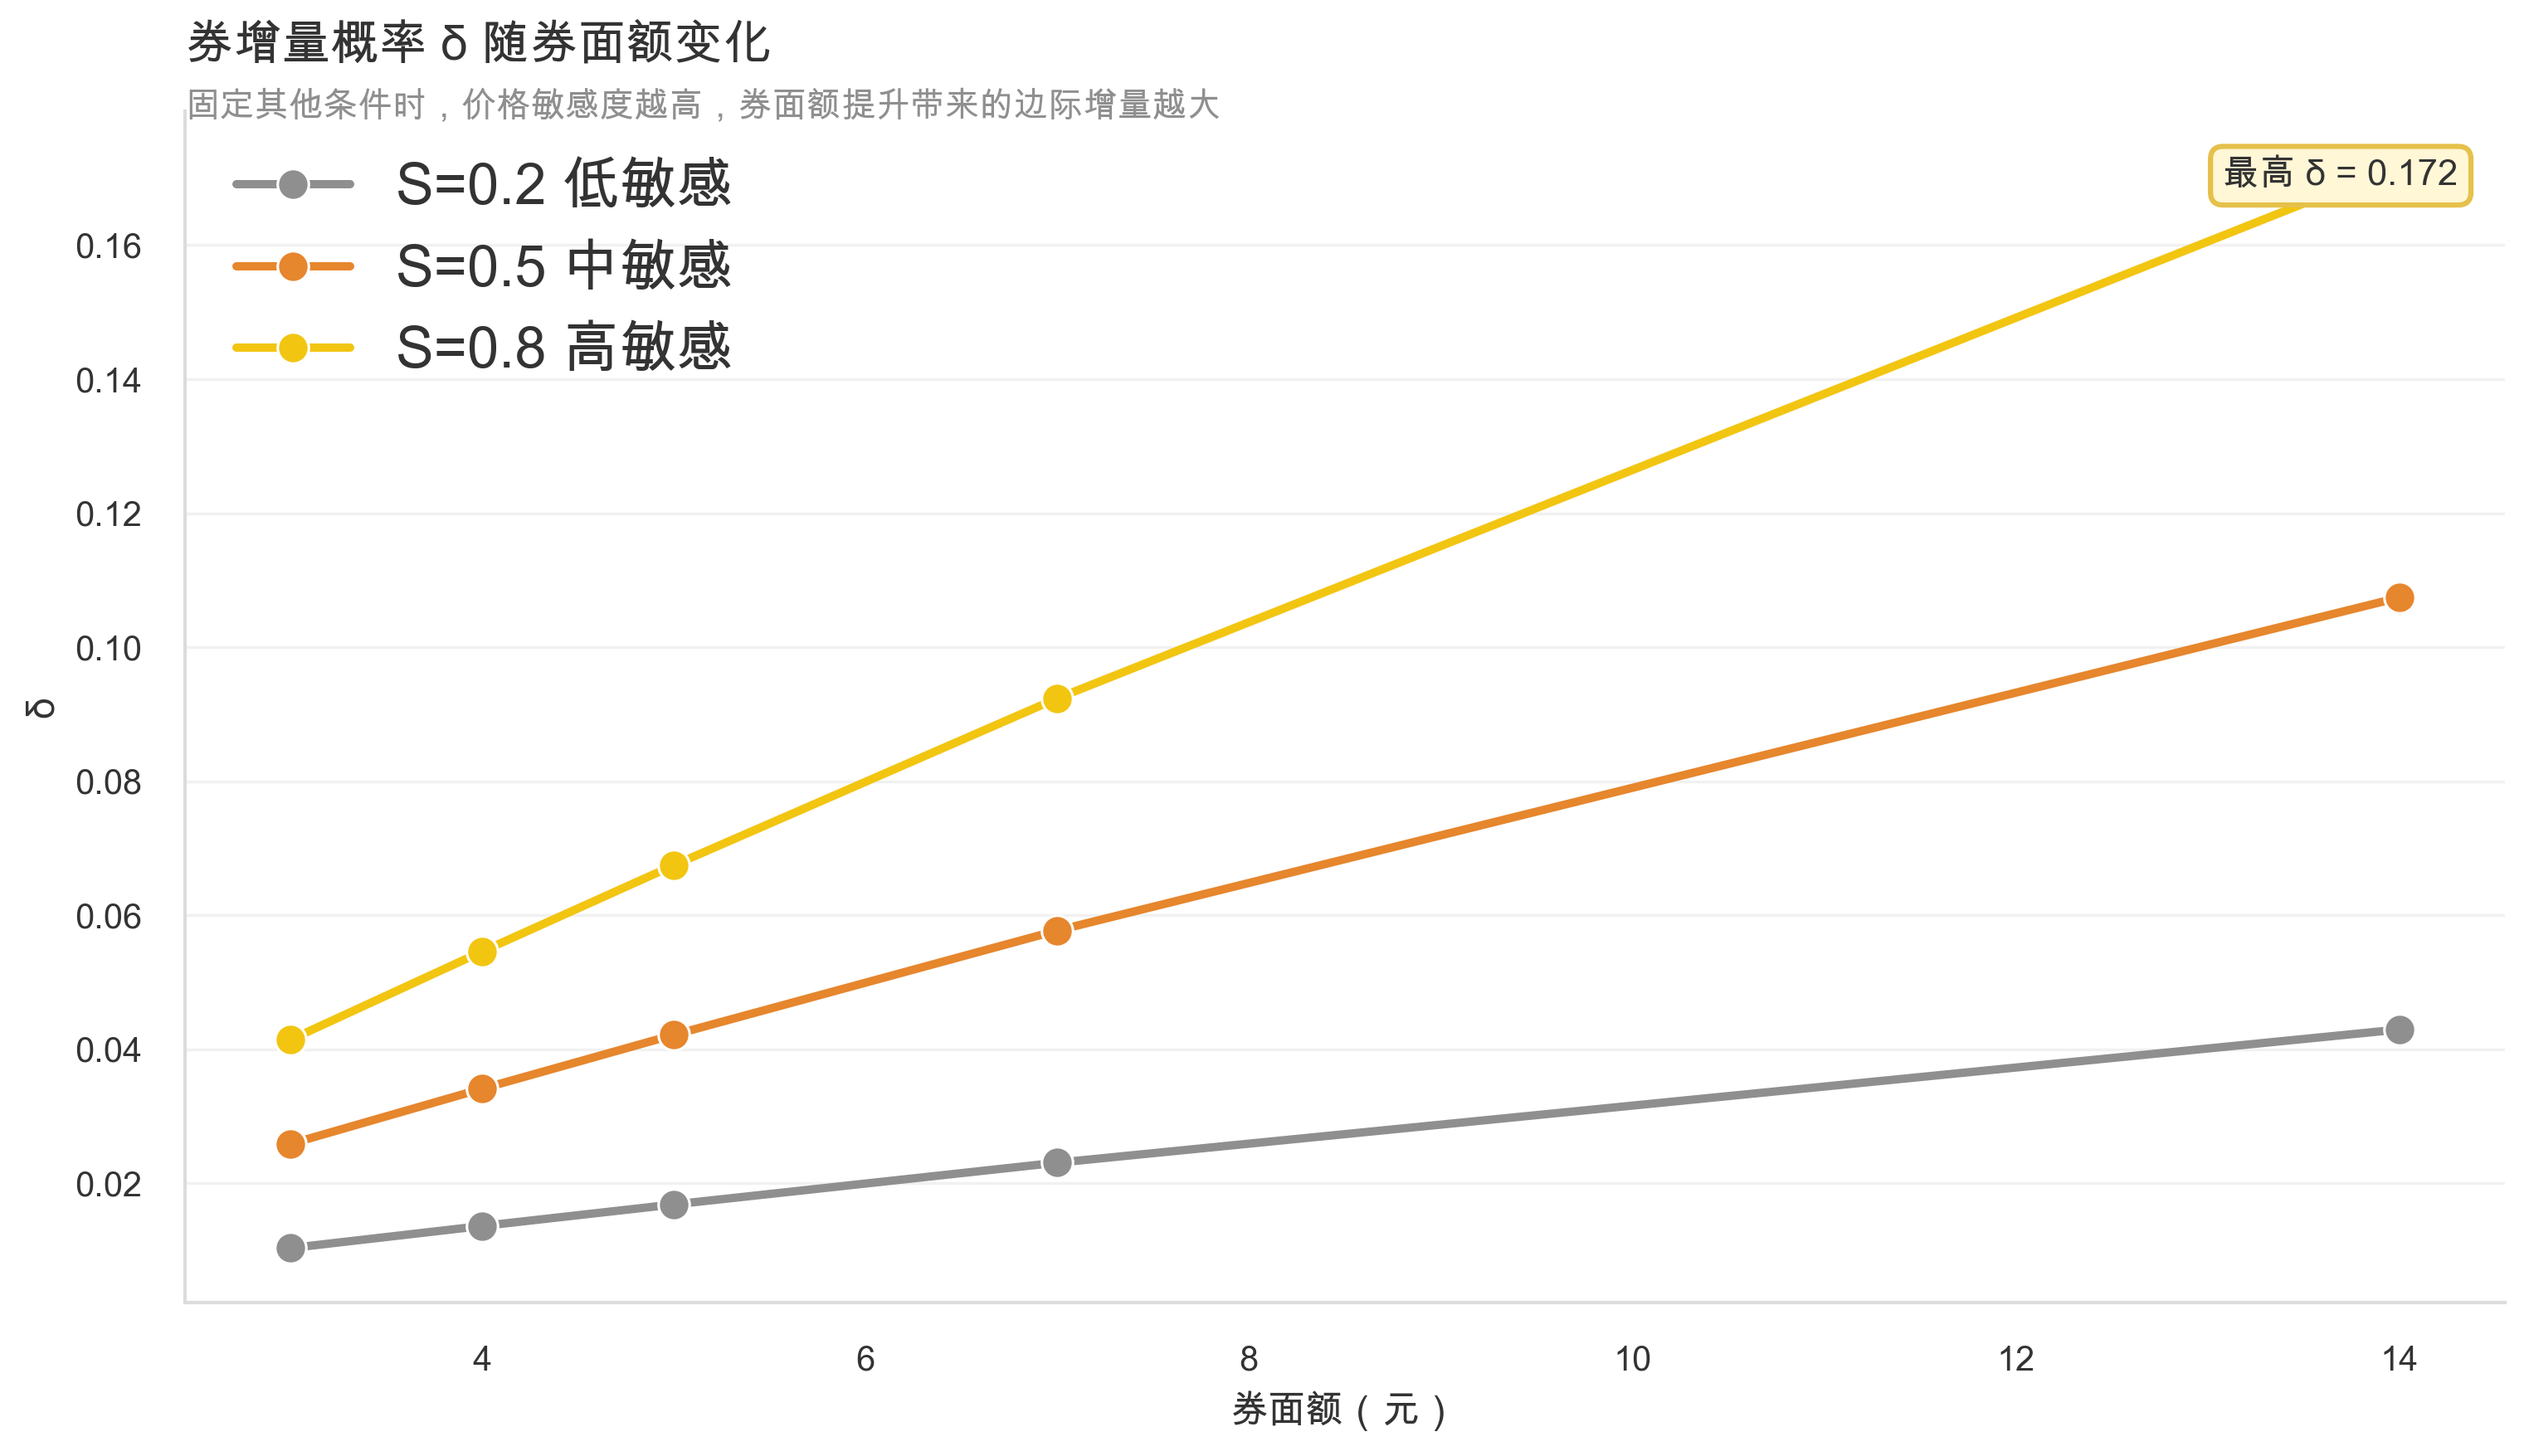 券增量概率 δ 随券面额变化
固定其他条件时，价格敏感度越高，券面额提升带来的边际增量越大
S=0.2 低敏感
S=0.5 中敏感
S=0.8 高敏感
最高 δ = 0.172
0.16
0.14
0.12
0.10
0.08
0.06
0.04
0.02
δ
4 6 8 10 12 14
券面额（元）